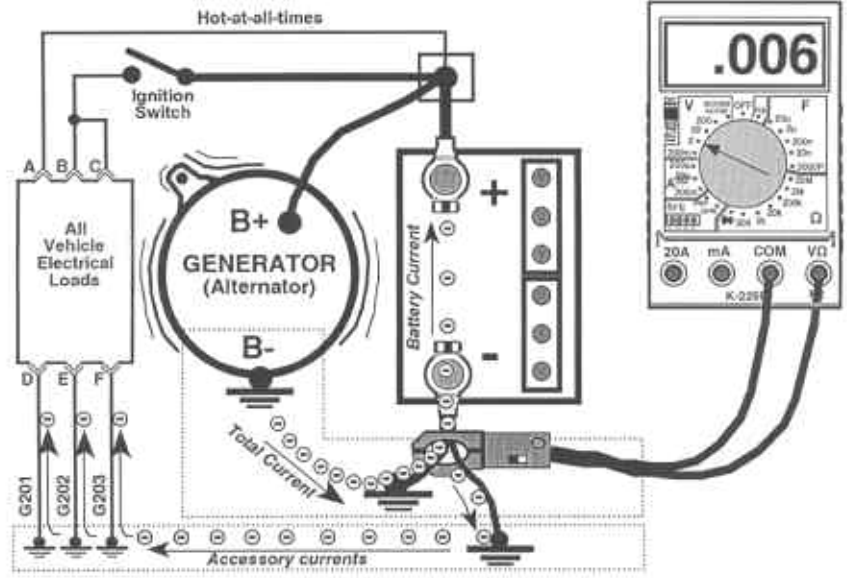 Hot-at-all-times
.006
Ignition
Switch
V
OFF
F
A B C
B+
+
All
Vehicle
Electrical
Loads
GENERATOR
(Alternator)
Battery Current
Ω
20A mA COM VΩ
B-
-
D E F
Total Current
G201
G202
G203
Accessory currents